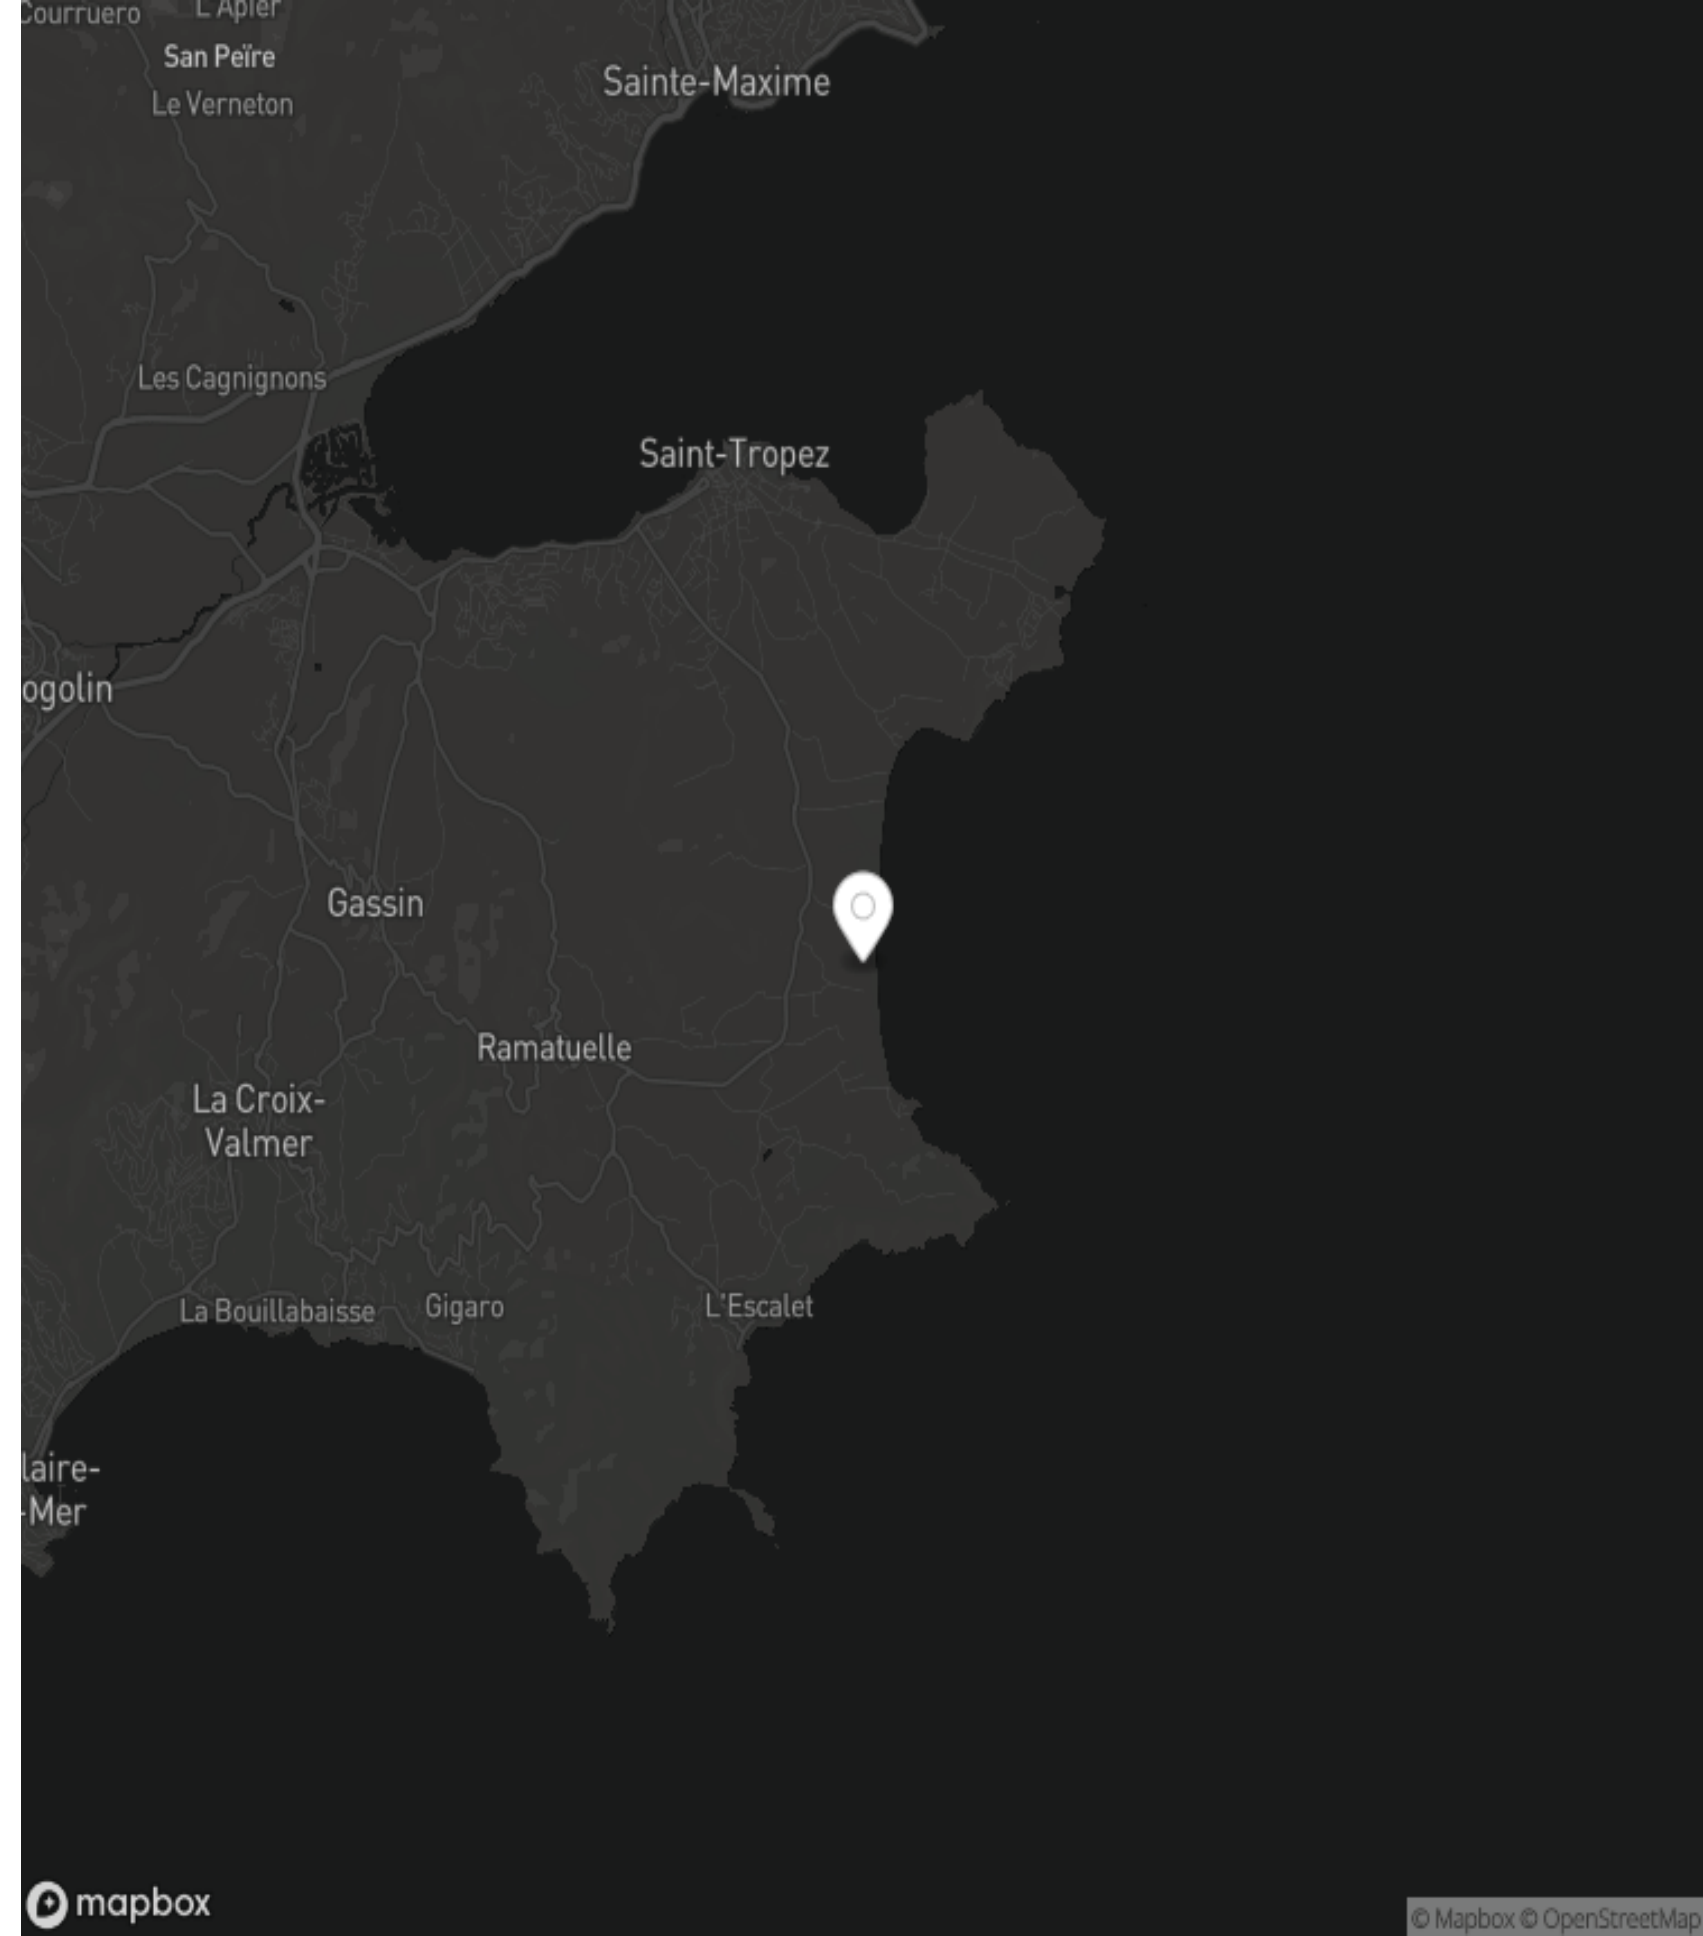 Courruero
L'Apier
San Peïre
Sainte-Maxime
Le Verneton
Les Cagnignons
Saint-Tropez
ogolin
Gassin
Ramatuelle
La Croix-
Valmer
La Bouillabaisse
Gigaro
L'Escalet
laire-
-Mer
mapbox
© Mapbox © OpenStreetMap